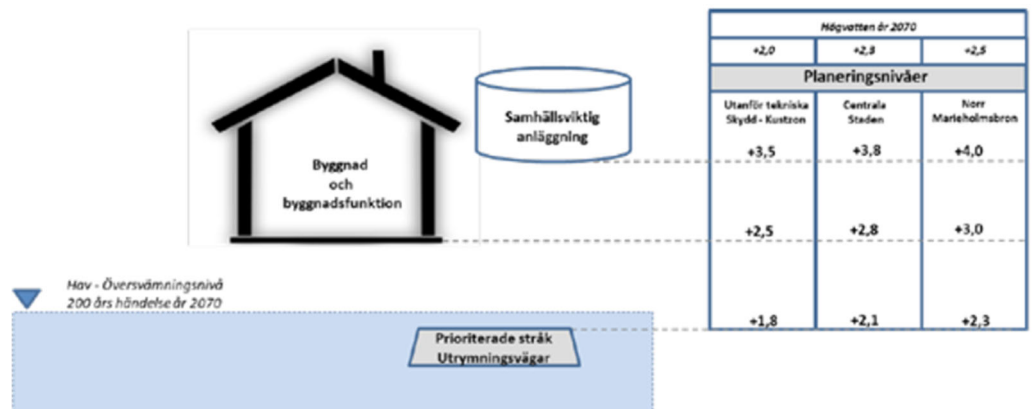 Högvatten år 2070
+2,0 +2,3 +2,5
Planeringsnivåer
Utanför tekniska Skydd - Kustzon
Centrala Staden
Norr Marieholmsbron
+3,5 +3,8 +4,0
+2,5 +2,8 +3,0
+1,8 +2,1 +2,3
Samhällsviktig
anläggning
Byggnad
och
byggnadsfunktion
Hav - Översvämningsnivå
200 års händelse år 2070
Prioriterade stråk
Utrymningsvägar